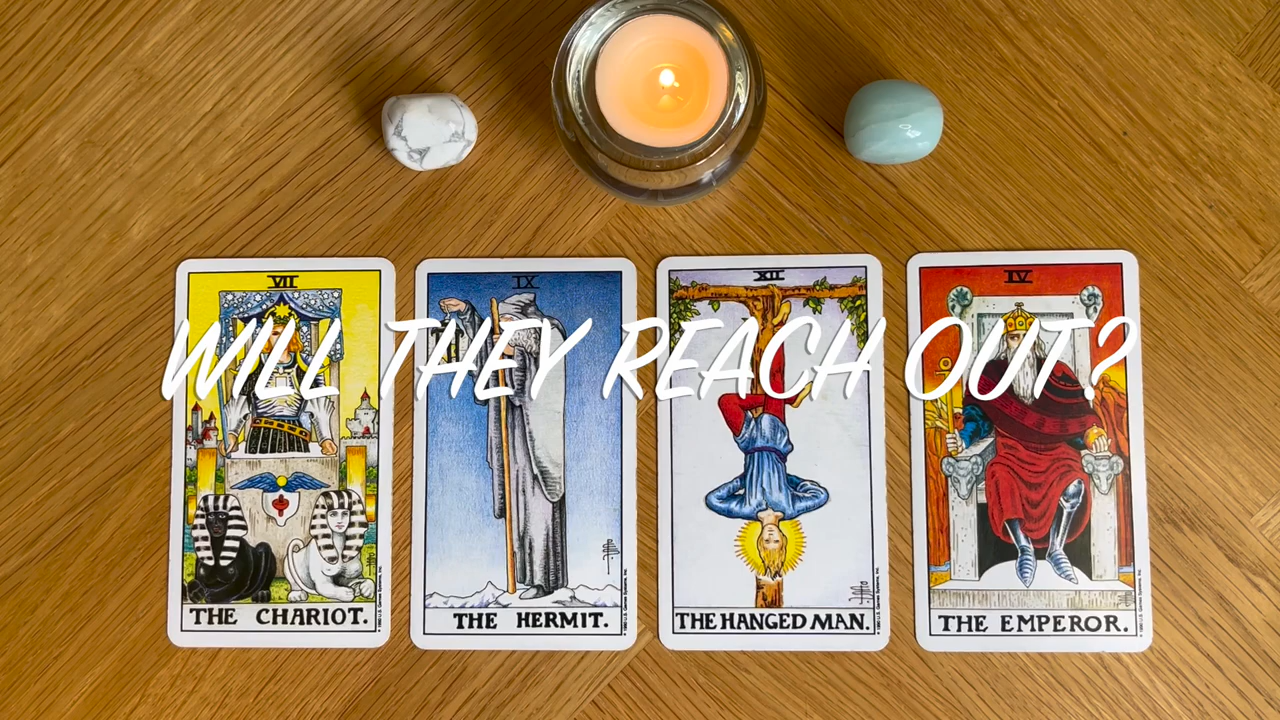 WILL THEY REACH OUT?
VII
THE CHARIOT.
IX
THE HERMIT.
XII
THE HANGED MAN.
IV
THE EMPEROR.